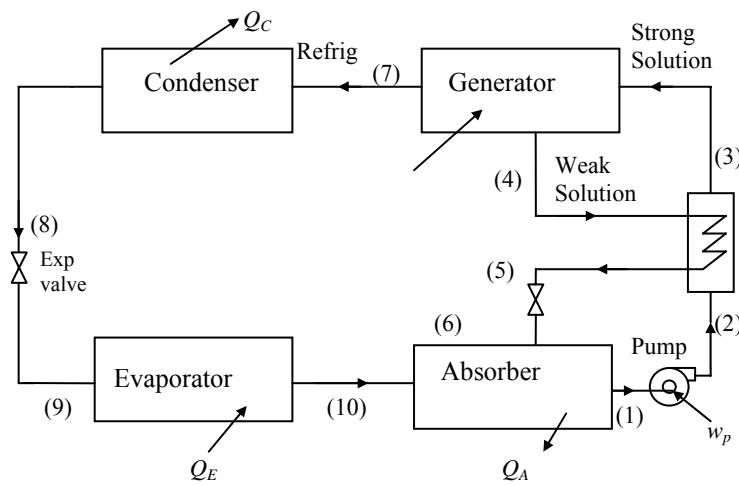 Q_C
Refrig
Strong
Solution
Condenser
(7)
Generator
(3)
(4)
Weak
Solution
(8)
Exp
valve
(5)
(6)
(2)
Pump
Evaporator
Absorber
(9)
(10)
(1)
w_p
Q_E
Q_A